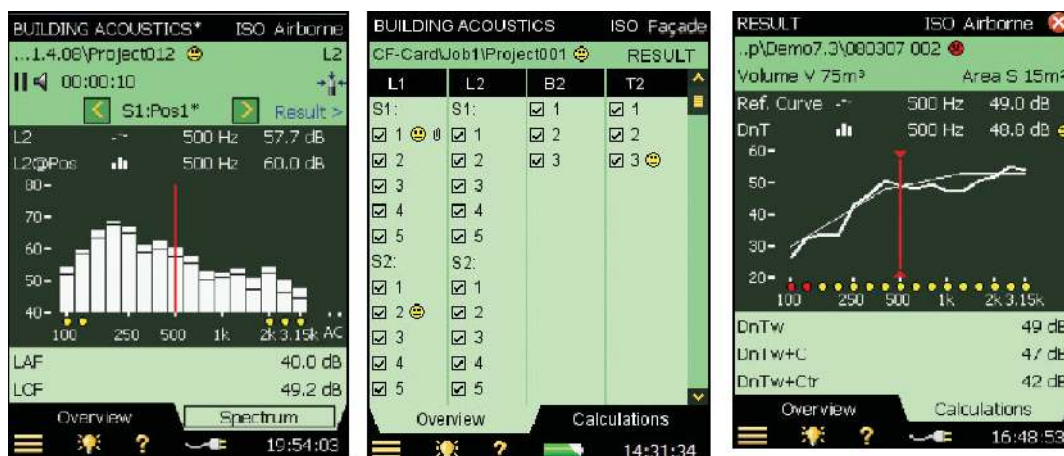 BUILDING ACOUSTICS* ISO Airborne
...1.4.08\Project012 L2
00:00:10
< S1:Pos1* > Result >
L2 500 Hz 57.7 dB
L2@Pos 500 Hz 60.0 dB
80-
70-
60-
50-
40-
100 250 500 1k 2k 3.15k AC
LAF 40.0 dB
LCF 49.2 dB
Overview Spectrum
? 19:54:03
BUILDING ACOUSTICS ISO Façade
CF-Card\Job1\Project001 RESULT
L1 L2 B2 T2
S1: S1: 1 1
1 1 2 2
2 2 3 3
3 3
4 4
5 5
S2: S2:
1 1
2 2
3 3
4 4
5 5
Overview Calculations
? 14:31:34
RESULT ISO Airborne
..p\Demo7.3\080307 002
Volume V 75m³ Area S 15m²
Ref. Curve 500 Hz 49.0 dB
DnT 500 Hz 48.8 dB
60-
50-
40-
30-
20-
100 250 500 1k 2k 3.15k
DnTw 49 dB
DnTw+C 47 dB
DnTw+Ctr 42 dB
Overview Calculations
? 16:48:53